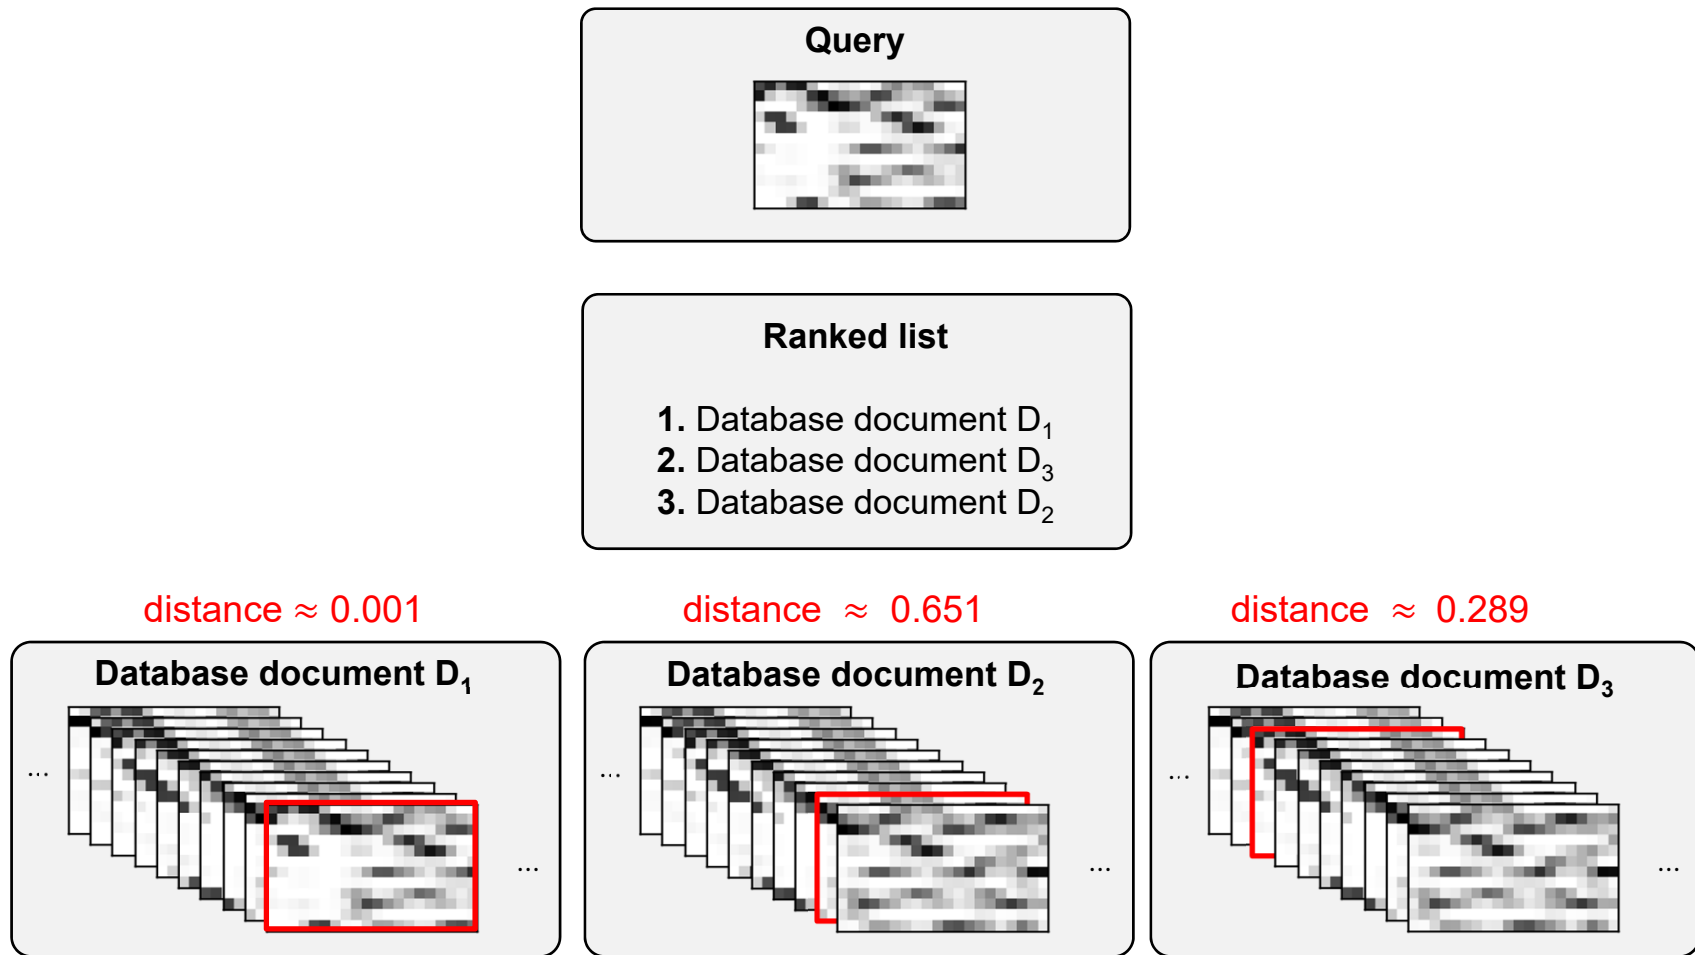 Query
Ranked list
1. Database document D₁
2. Database document D₃
3. Database document D₂
distance ≈ 0.001
distance ≈ 0.651
distance ≈ 0.289
Database document D₁
Database document D₂
Database document D₃
... ...
... ...
... ...